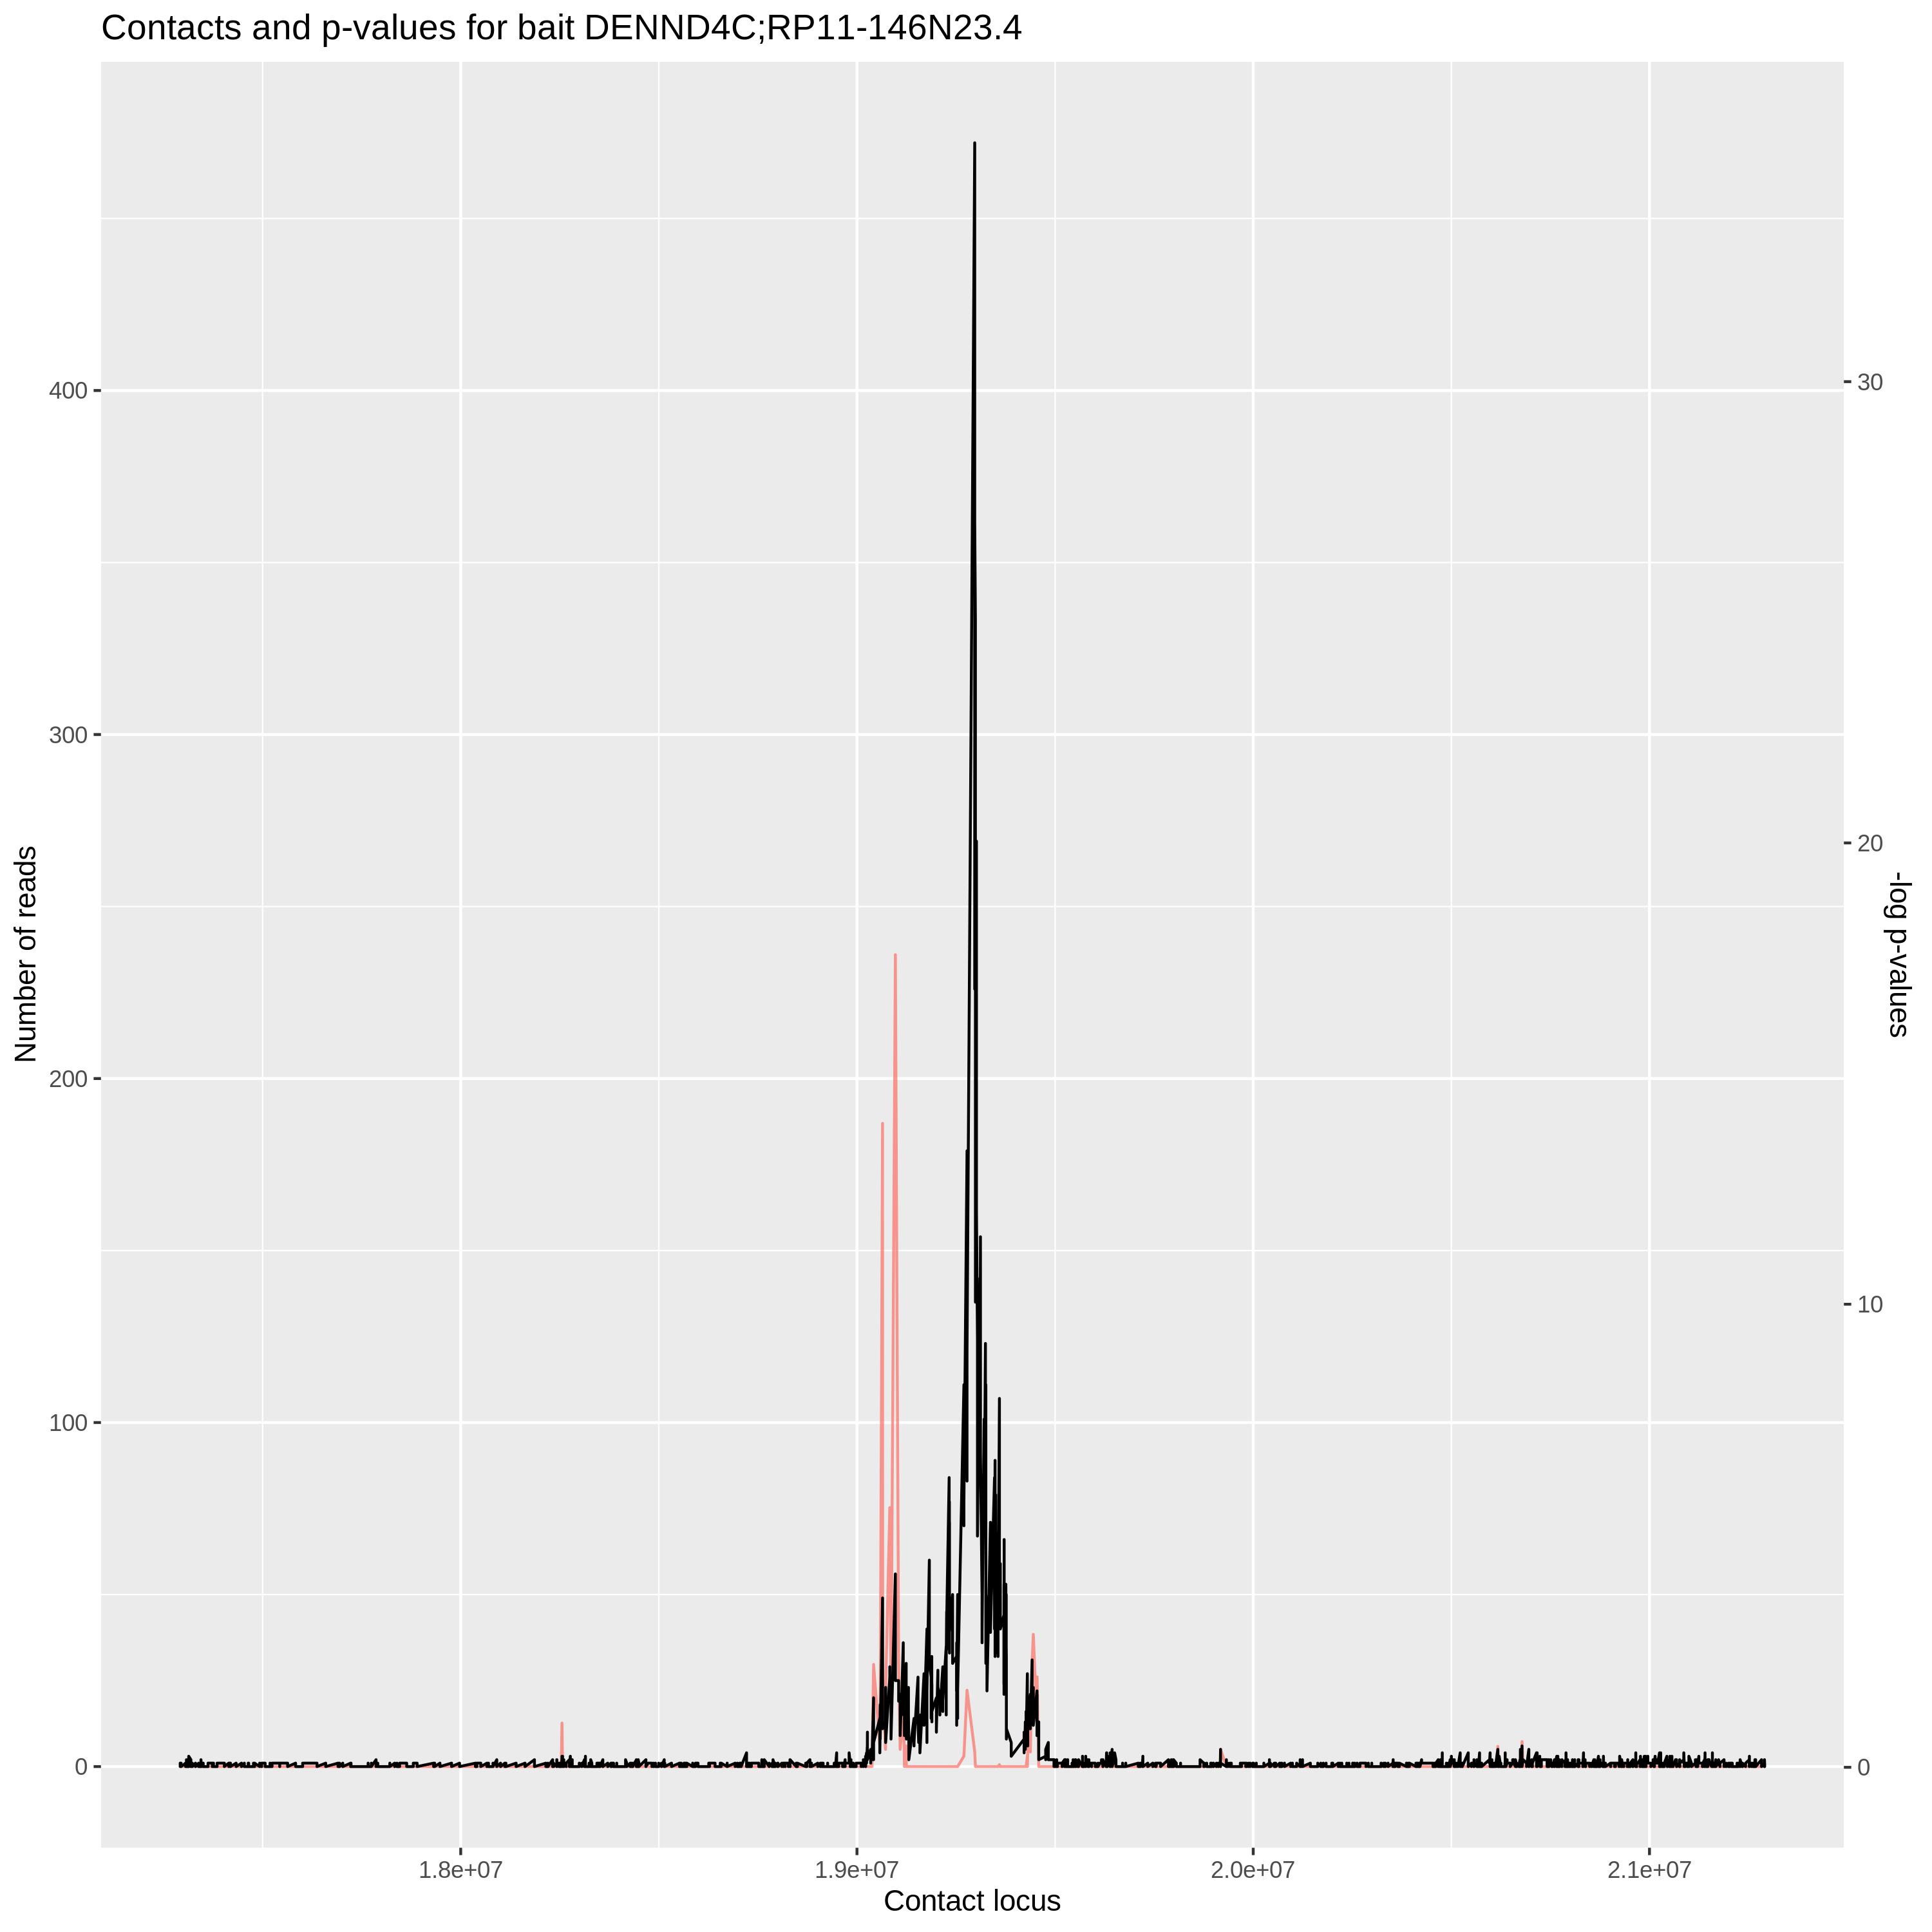 Contacts and p-values for bait DENND4C;RP11-146N23.4
400
300
200
100
0
Number of reads
30
20
10
0
-log p-values
1.8e+07 1.9e+07 2.0e+07 2.1e+07
Contact locus